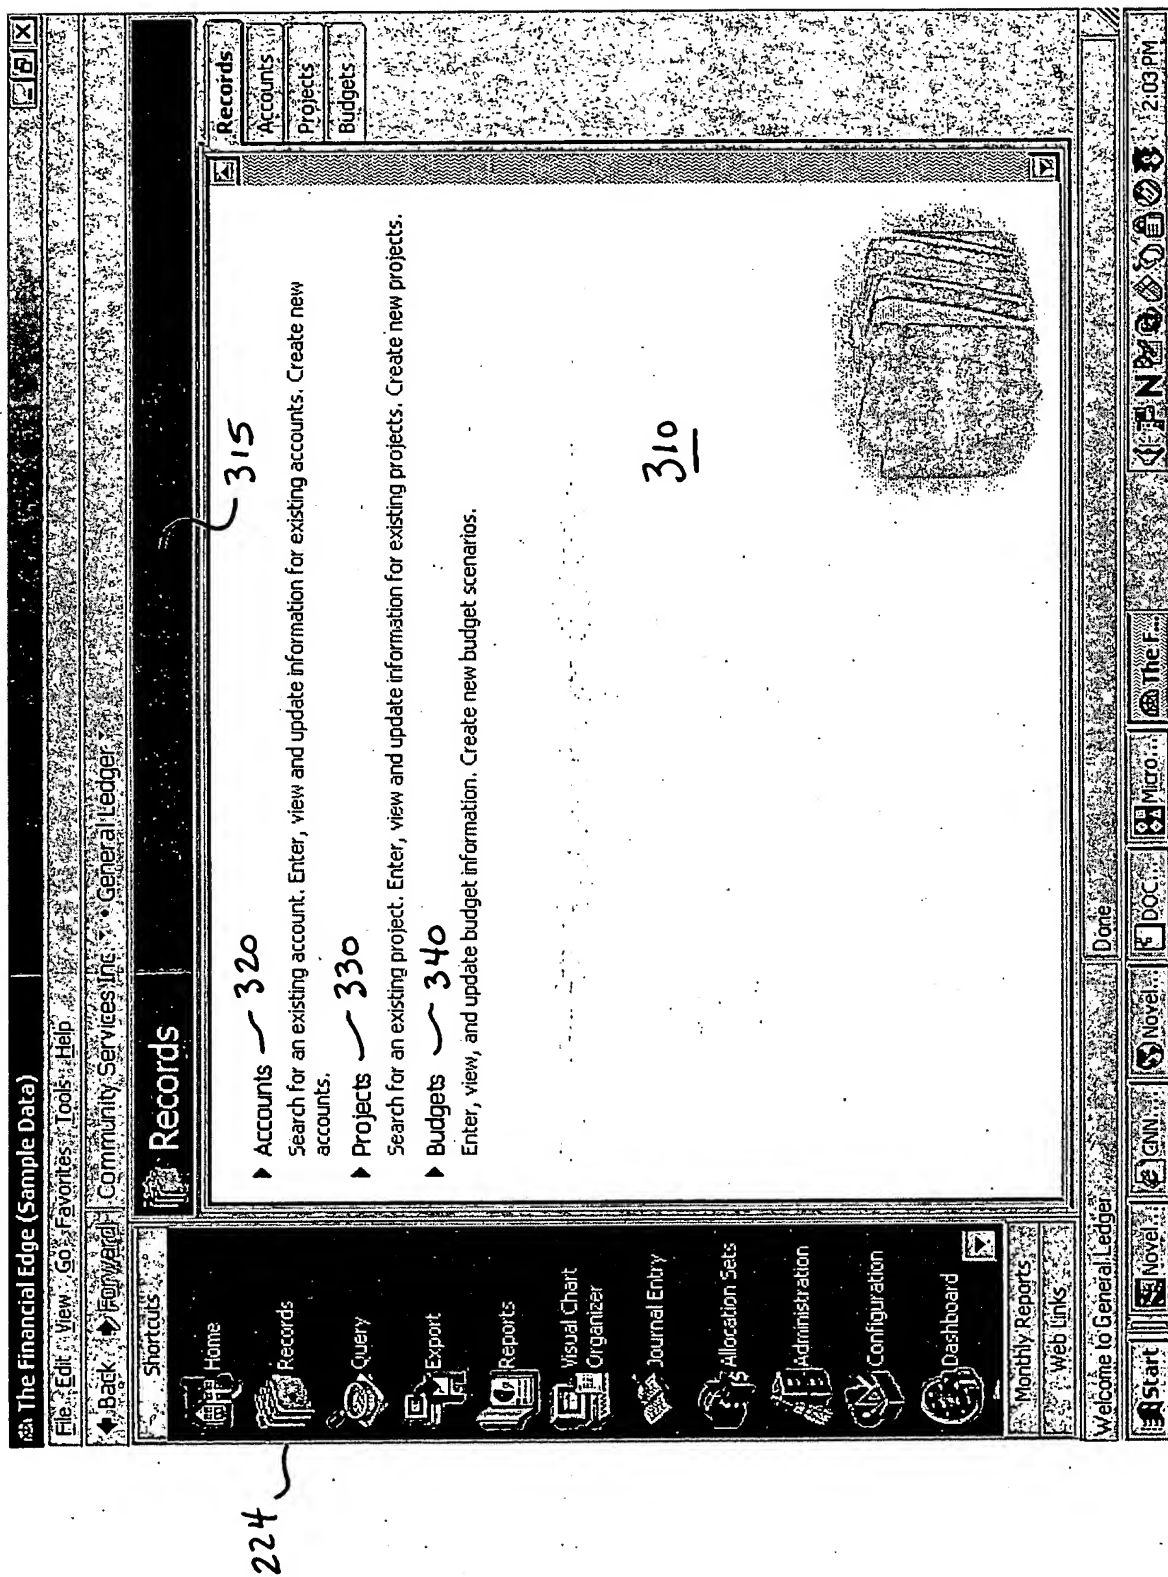 The Financial Edge (Sample Data)
File Edit View Go Favorites Tools Help
Back Forward Community Services Inc. • General Ledger
Shortcuts
Home
Records
Query
Export
Reports
Visual Chart
Organizer
Journal Entry
Allocation Sets
Administration
Configuration
Dashboard
Monthly Reports
Web Links
224
Records
315
Accounts 320
Search for an existing account. Enter, view and update information for existing accounts. Create new
accounts.
Projects 330
Search for an existing project. Enter, view and update information for existing projects. Create new projects.
Budgets 340
Enter, view, and update budget information. Create new budget scenarios.
310
Records
Accounts
Projects
Budgets
Welcome to General Ledger Done
Start Novel... CNN... Novel... DOC... Micro... The F... N 2:03 PM